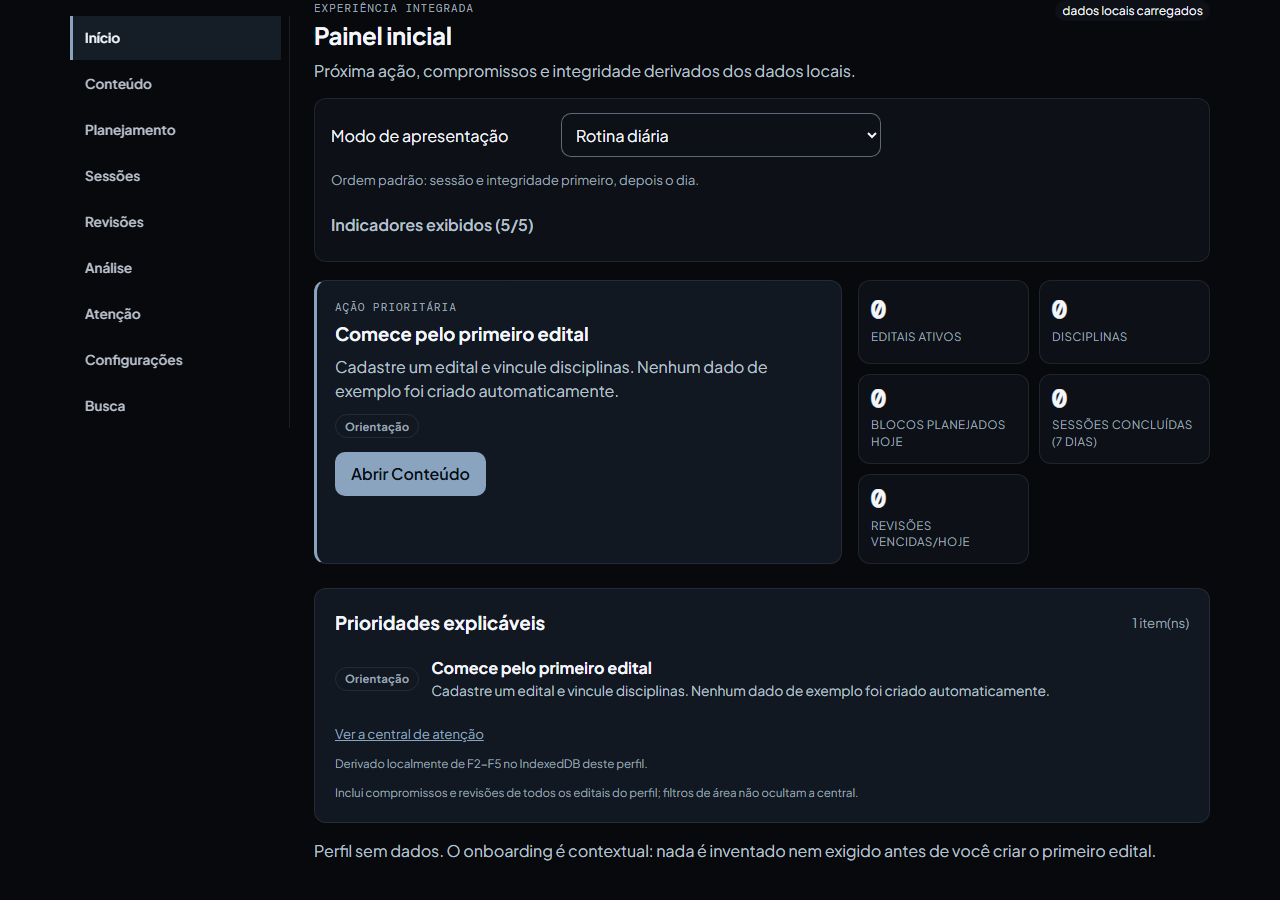 EXPERIÊNCIA INTEGRADA
dados locais carregados
Painel inicial
Próxima ação, compromissos e integridade derivados dos dados locais.
Início
Conteúdo
Planejamento
Sessões
Revisões
Análise
Atenção
Configurações
Busca
Modo de apresentação
Rotina diária
Ordem padrão: sessão e integridade primeiro, depois o dia.
Indicadores exibidos (5/5)
AÇÃO PRIORITÁRIA
Comece pelo primeiro edital
Cadastre um edital e vincule disciplinas. Nenhum dado de
exemplo foi criado automaticamente.
Orientação
Abrir Conteúdo
0
EDITAIS ATIVOS
0
DISCIPLINAS
0
BLOCOS PLANEJADOS
HOJE
0
SESSÕES CONCLUÍDAS
(7 DIAS)
0
REVISÕES
VENCIDAS/HOJE
Prioridades explicáveis
1 item(ns)
Orientação
Comece pelo primeiro edital
Cadastre um edital e vincule disciplinas. Nenhum dado de exemplo foi criado automaticamente.
Ver a central de atenção
Derivado localmente de F2–F5 no IndexedDB deste perfil.
Inclui compromissos e revisões de todos os editais do perfil; filtros de área não ocultam a central.
Perfil sem dados. O onboarding é contextual: nada é inventado nem exigido antes de você criar o primeiro edital.